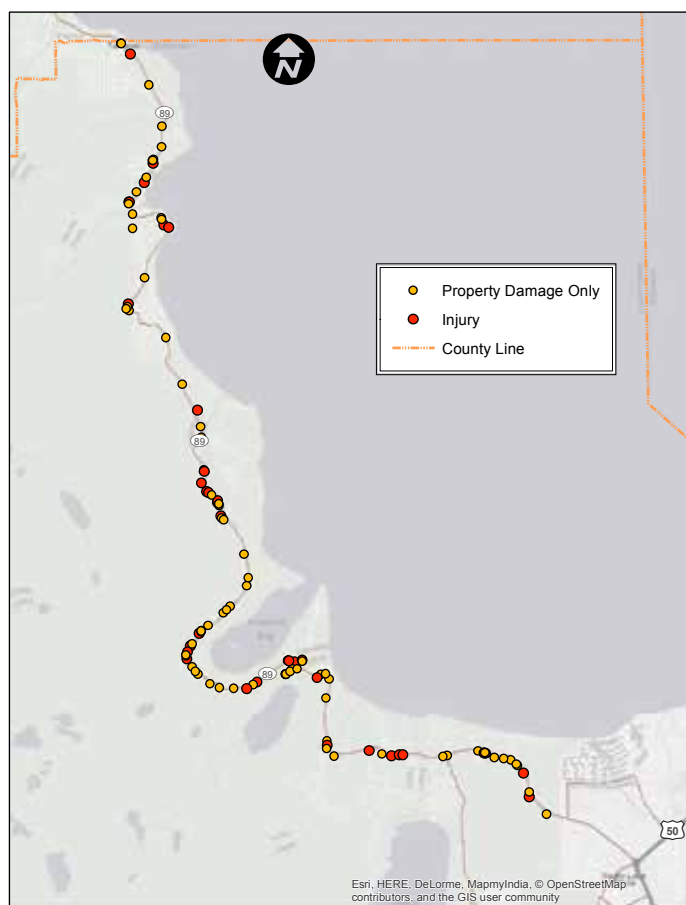 N
89
Property Damage Only
Injury
County Line
89
89
50
Esri, HERE, DeLorme, MapmyIndia, © OpenStreetMap
contributors, and the GIS user community